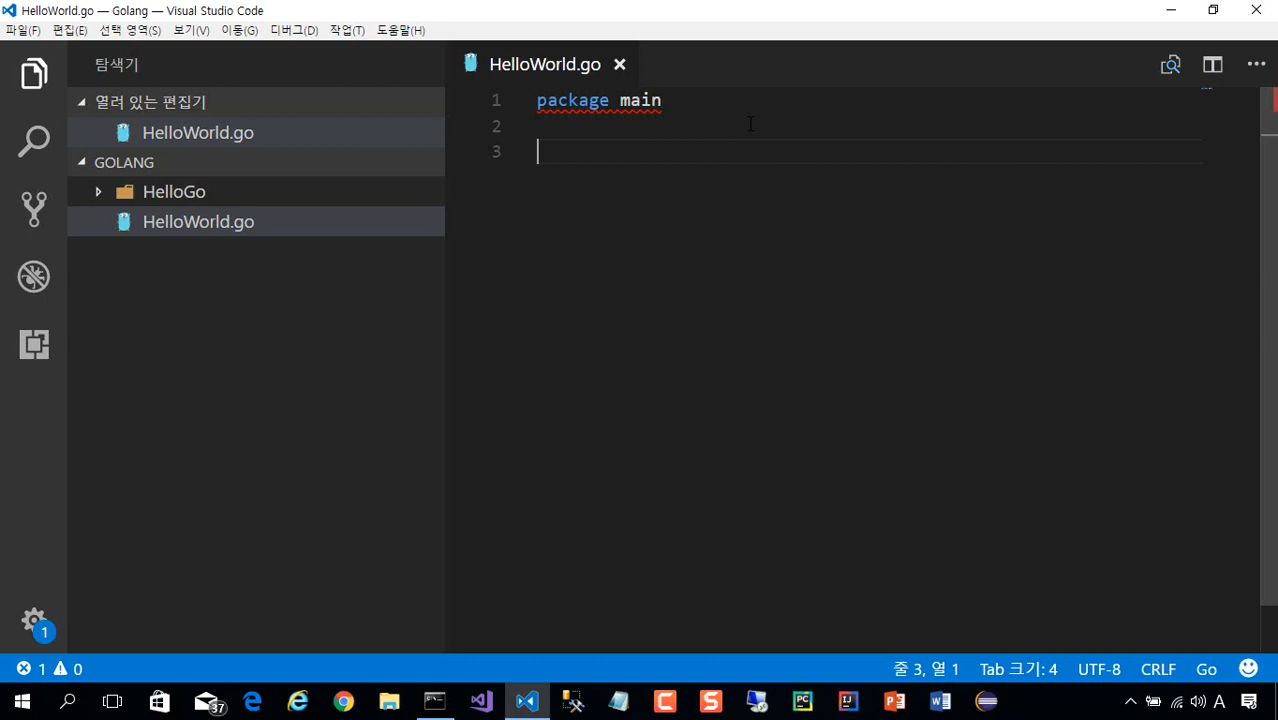 HelloWorld.go — Golang — Visual Studio Code
파일(F) 편집(E) 선택 영역(S) 보기(V) 이동(G) 디버그(D) 작업(T) 도움말(H)
탐색기
열려 있는 편집기
HelloWorld.go
GOLANG
HelloGo
HelloWorld.go
HelloWorld.go
1 package main
2
3
1
1 0
줄 3, 열 1 Tab 크기: 4 UTF-8 CRLF Go
37
C S PC IJ P W A